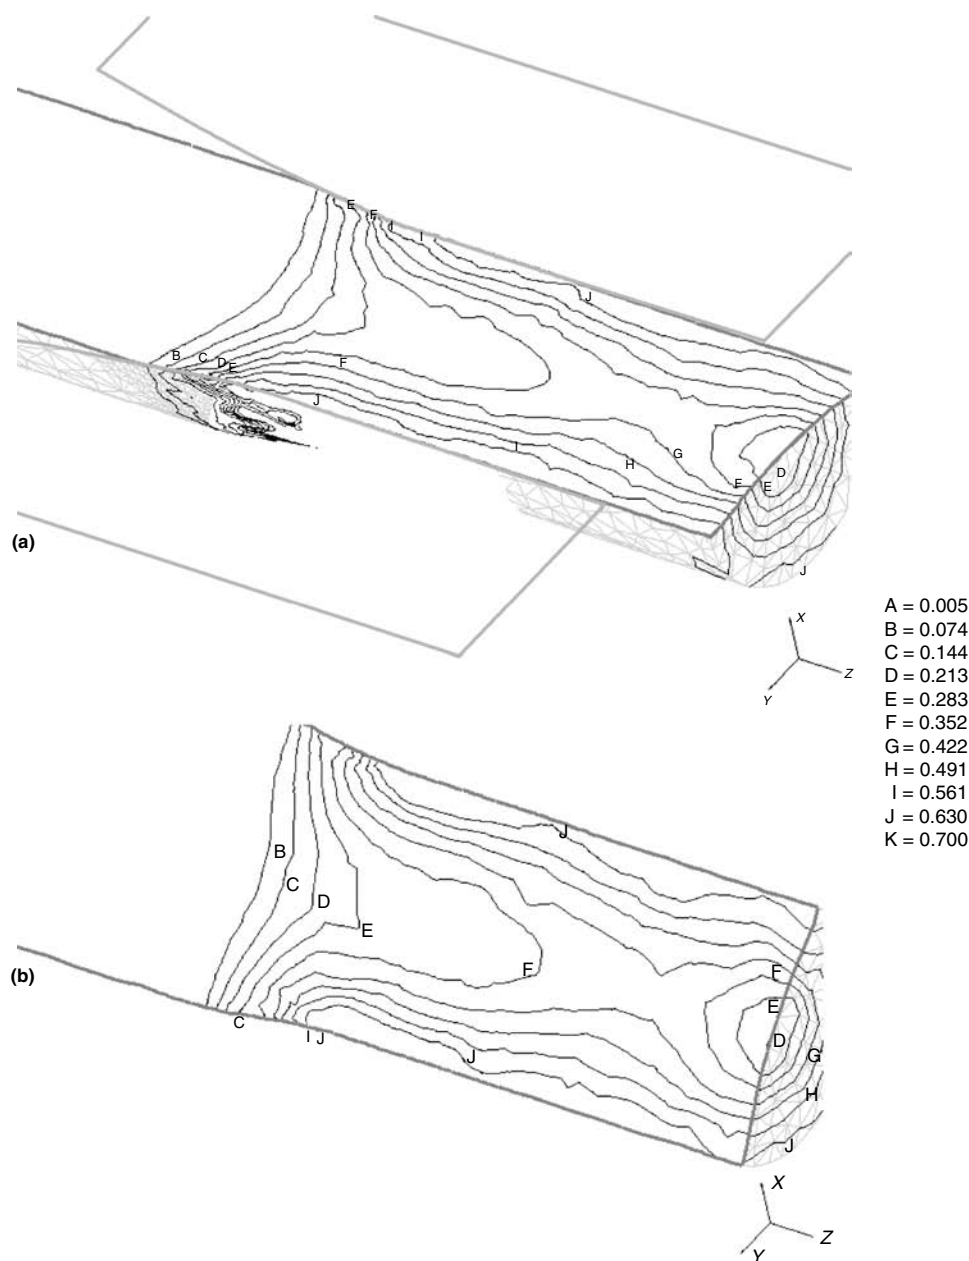 E
F
I
I
J
B
C
D
E
F
J
I
H
G
F
E
D
J
(a)
X
Z
Y
A = 0.005
B = 0.074
C = 0.144
D = 0.213
E = 0.283
F = 0.352
G = 0.422
H = 0.491
I = 0.561
J = 0.630
K = 0.700
J
B
C
D
E
F
F
E
D
G
H
J
C
I J
J
(b)
X
Z
Y